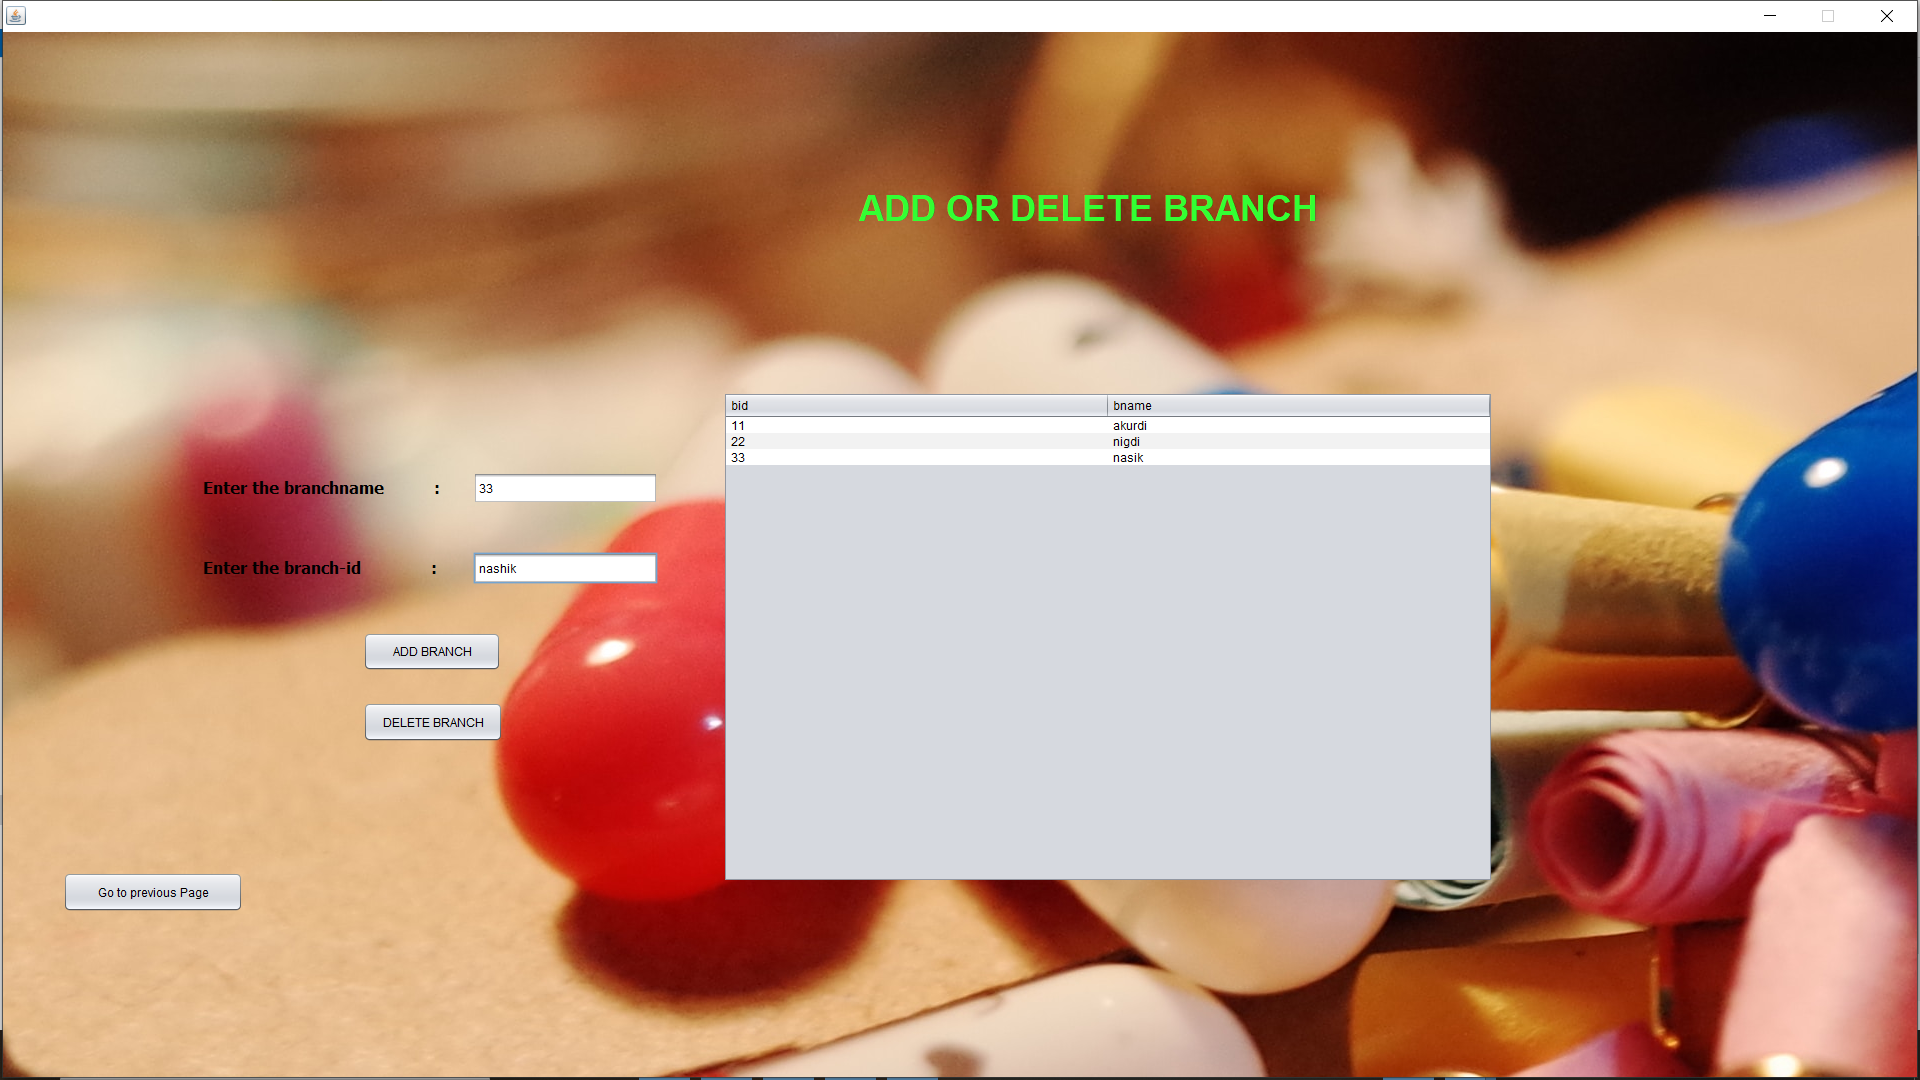 ADD OR DELETE BRANCH
bid bname
11 akurdi
22 nigdi
33 nasik
Enter the branchname : 33
Enter the branch-id : nashik
ADD BRANCH
DELETE BRANCH
Go to previous Page